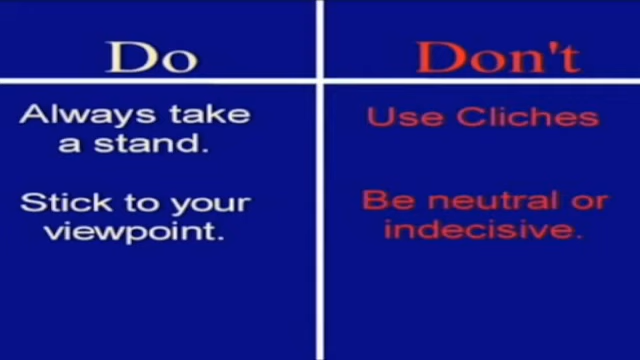 Do
Always take
a stand.
Stick to your
viewpoint.
Don't
Use Cliches
Be neutral or
indecisive.